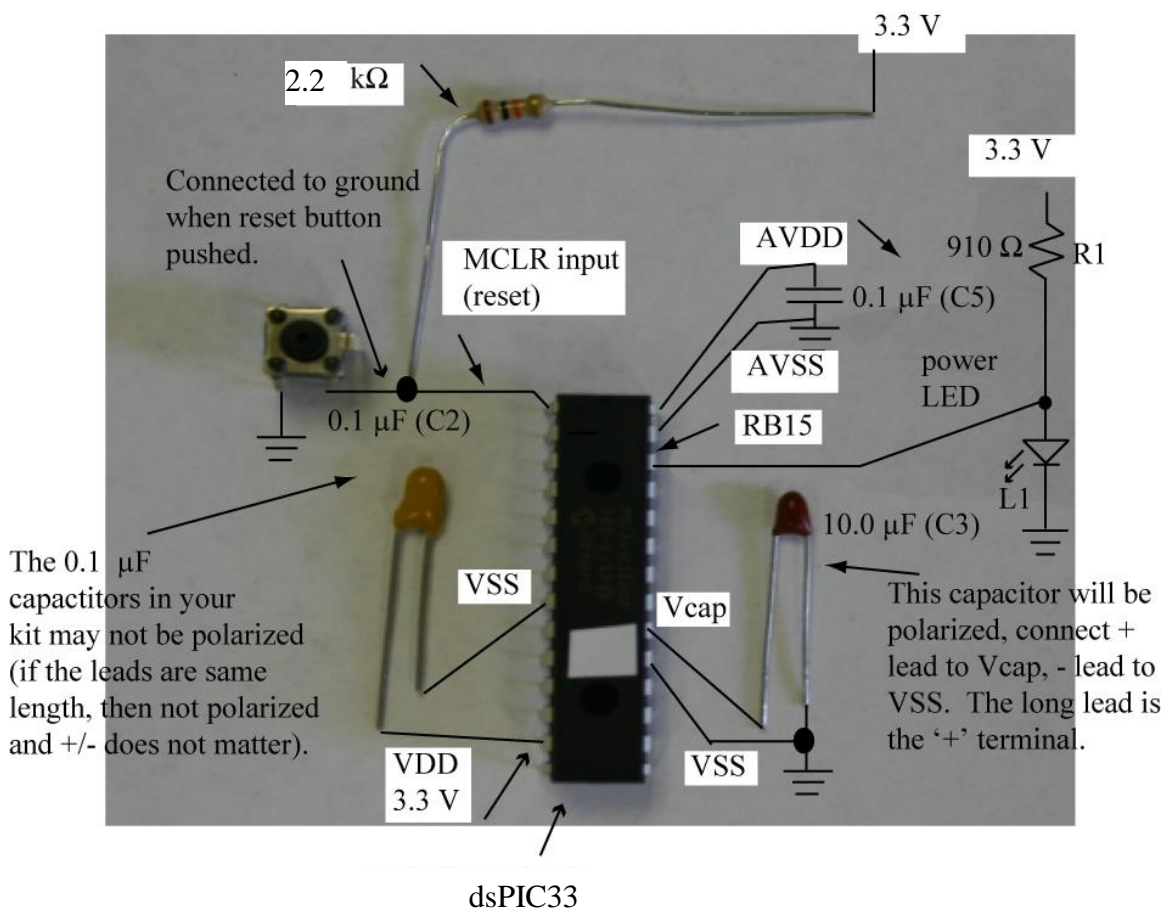 3.3 V
2.2 kΩ
3.3 V
Connected to ground
when reset button
pushed.
MCLR input
(reset)
AVDD
910 Ω
R1
0.1 µF (C5)
AVSS
power
LED
0.1 µF (C2)
RB15
L1
10.0 µF (C3)
The 0.1 µF
capactitors in your
kit may not be polarized
(if the leads are same
length, then not polarized
and +/- does not matter).
VSS
Vcap
This capacitor will be
polarized, connect +
lead to Vcap, - lead to
VSS. The long lead is
the ‘+’ terminal.
VDD
3.3 V
VSS
dsPIC33